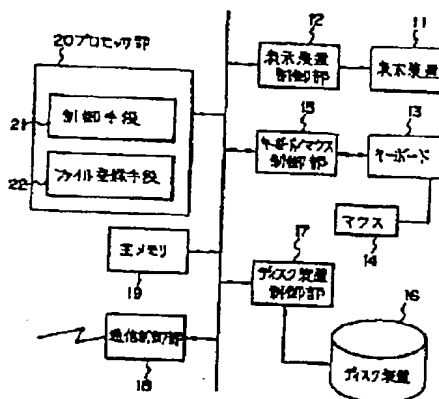 20プロセッサ部
21
制御手段
22
ファイル登録手段
主メモリ
19
通信制御部
18
12
表示装置
制御部
11
表示装置
15
キーボード/マウス
制御部
13
キーボード
マウス
14
17
ディスク装置
制御部
16
ディスク装置